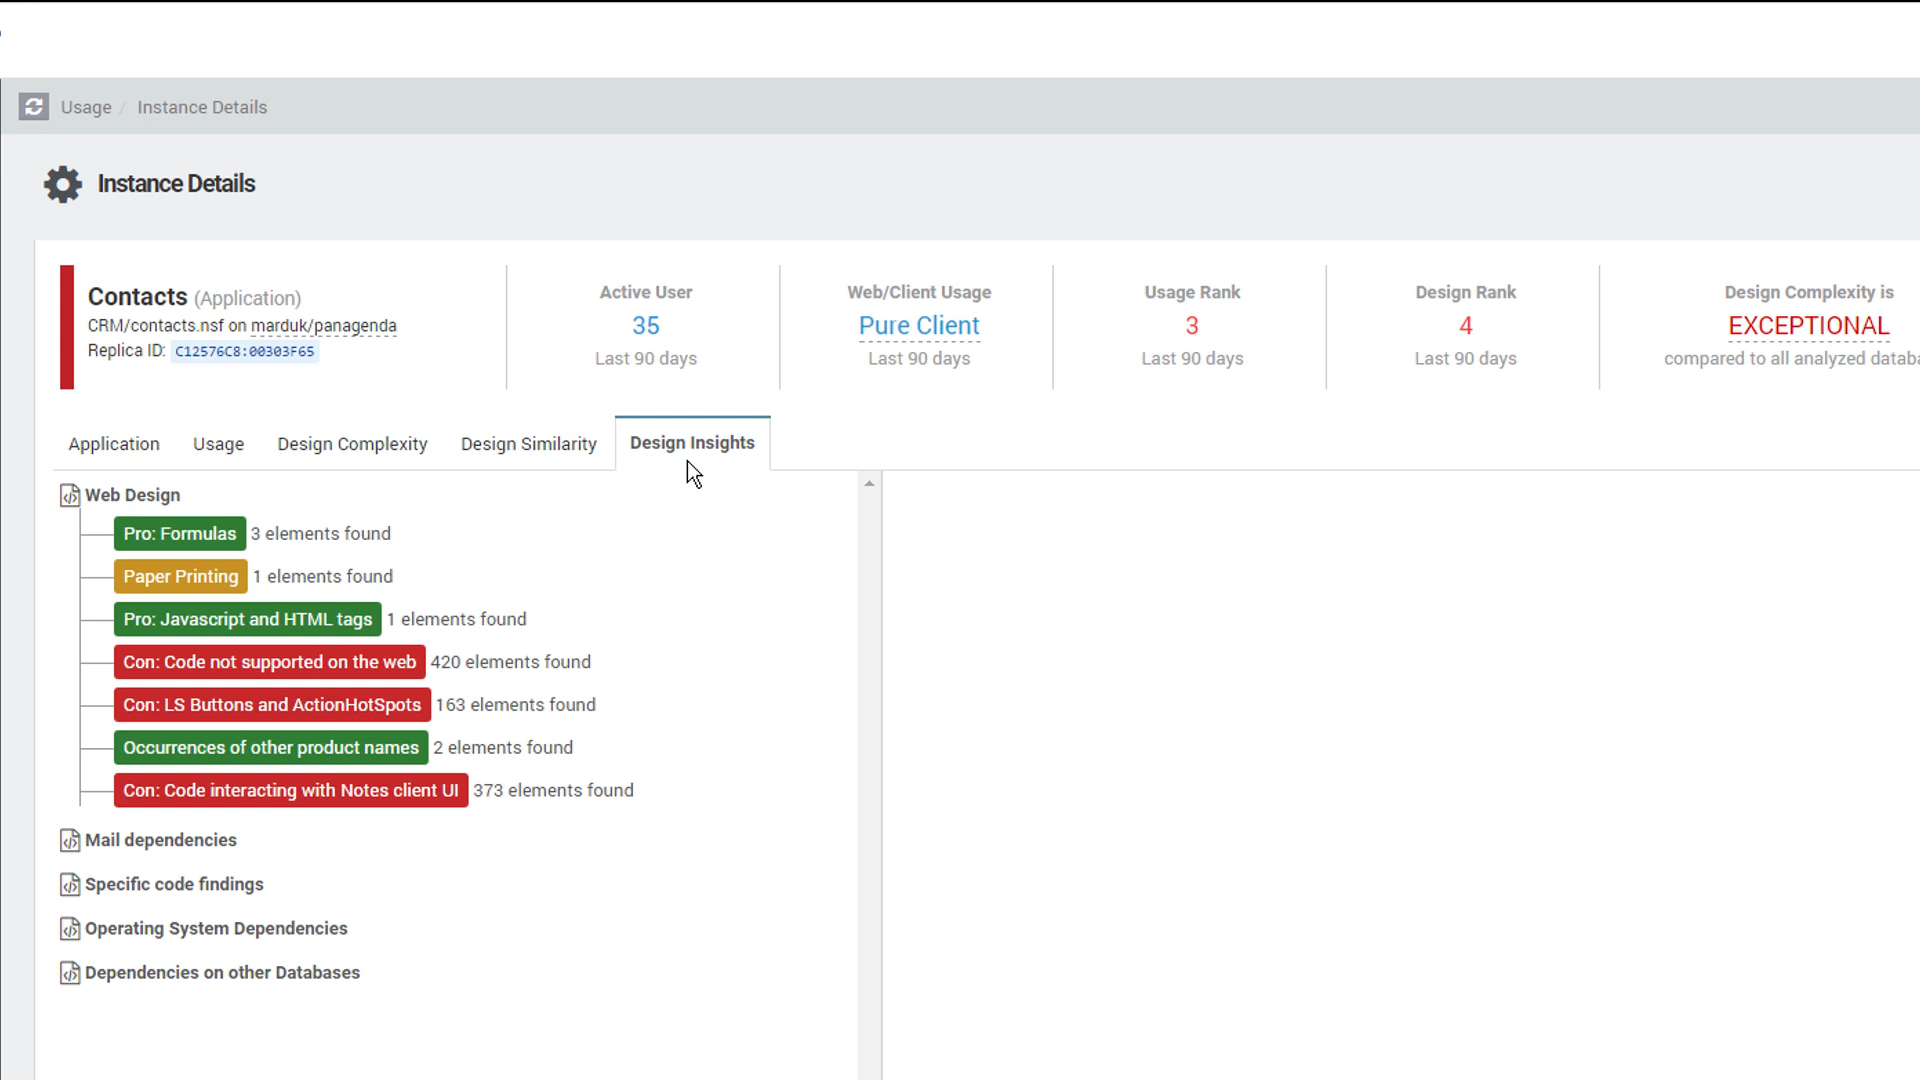 Usage / Instance Details
Instance Details
Contacts (Application)
CRM/contacts.nsf on marduk/panagenda
Replica ID: C12576C8:00303F65
Active User
35
Last 90 days
Web/Client Usage
Pure Client
Last 90 days
Usage Rank
3
Last 90 days
Design Rank
4
Last 90 days
Design Complexity is
EXCEPTIONAL
compared to all analyzed databa
Application Usage Design Complexity Design Similarity Design Insights
Web Design
Pro: Formulas 3 elements found
Paper Printing 1 elements found
Pro: Javascript and HTML tags 1 elements found
Con: Code not supported on the web 420 elements found
Con: LS Buttons and ActionHotSpots 163 elements found
Occurrences of other product names 2 elements found
Con: Code interacting with Notes client UI 373 elements found
Mail dependencies
Specific code findings
Operating System Dependencies
Dependencies on other Databases